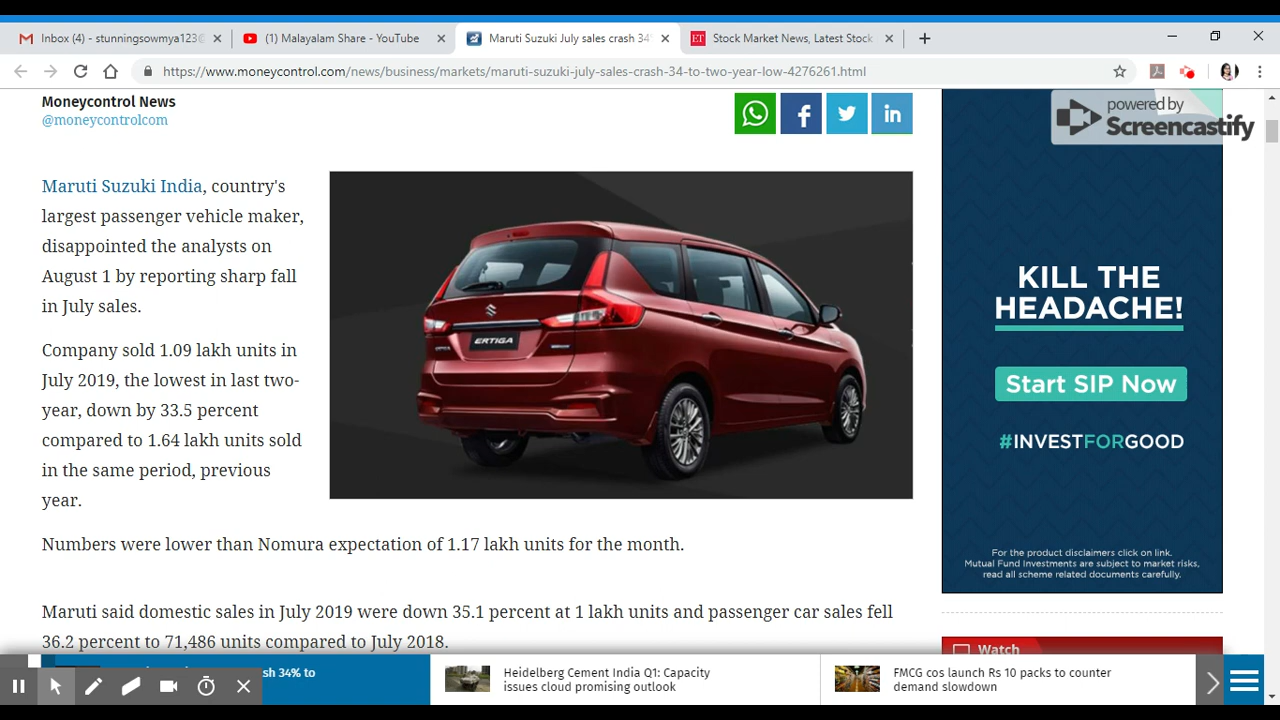 Inbox (4) - stunningsowmya123@
(1) Malayalam Share - YouTube
Maruti Suzuki July sales crash 34%
ET Stock Market News, Latest Stock
https://www.moneycontrol.com/news/business/markets/maruti-suzuki-july-sales-crash-34-to-two-year-low-4276261.html
Moneycontrol News
@moneycontrolcom
powered by
Screencastify
Maruti Suzuki India, country's
largest passenger vehicle maker,
disappointed the analysts on
August 1 by reporting sharp fall
in July sales.
Company sold 1.09 lakh units in
July 2019, the lowest in last two-
year, down by 33.5 percent
compared to 1.64 lakh units sold
in the same period, previous
year.
ERTIGA
Numbers were lower than Nomura expectation of 1.17 lakh units for the month.
Maruti said domestic sales in July 2019 were down 35.1 percent at 1 lakh units and passenger car sales fell
36.2 percent to 71,486 units compared to July 2018.
KILL THE
HEADACHE!
Start SIP Now
#INVESTFORGOOD
For the product disclaimers click on link.
Mutual Fund Investments are subject to market risks,
read all scheme related documents carefully.
Watch
sh 34% to
Heidelberg Cement India Q1: Capacity
issues cloud promising outlook
FMCG cos launch Rs 10 packs to counter
demand slowdown